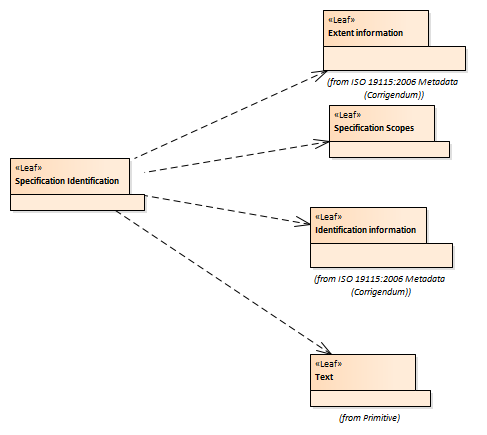 «Leaf»
Extent information
(from ISO 19115:2006 Metadata
(Corrigendum))
«Leaf»
Specification Scopes
«Leaf»
Specification Identification
«Leaf»
Identification information
(from ISO 19115:2006 Metadata
(Corrigendum))
«Leaf»
Text
(from Primitive)